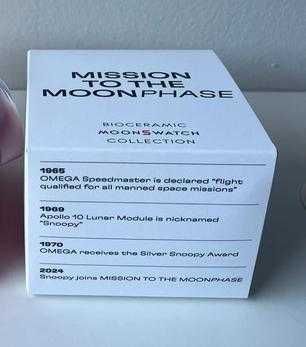 MISSION
TO THE
MOONPHASE
BIOCERAMIC
MOONSWATCH
COLLECTION
1965
OMEGA Speedmaster is declared "flight
qualified for all manned space missions"
1969
Apollo 10 Lunar Module is nicknamed
"Snoopy"
1970
OMEGA receives the Silver Snoopy Award
2024
Snoopy joins MISSION TO THE MOONPHASE